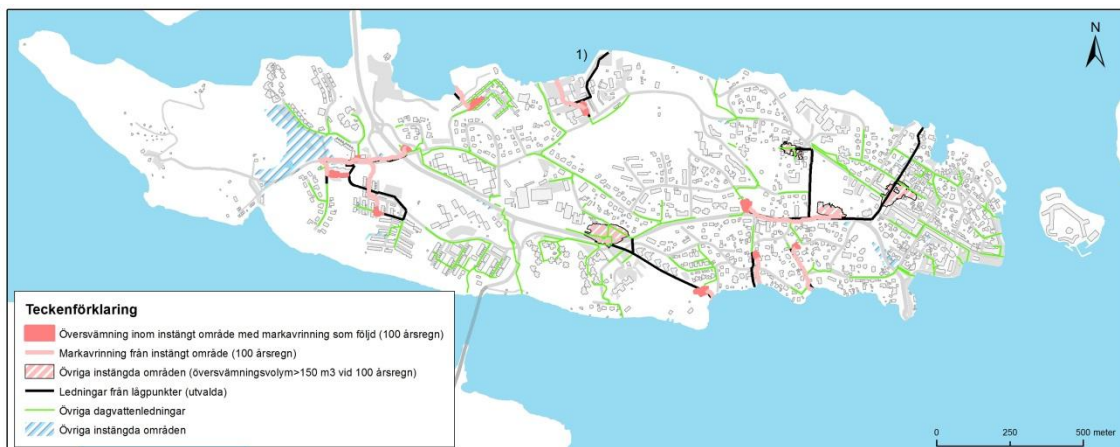 1)
N
Teckenförklaring
Översvämning inom instängt område med markavrinning som följd (100 årsregn)
Markavrinning från instängt område (100 årsregn)
Övriga instängda områden (översvämningsvolym>150 m3 vid 100 årsregn)
Ledningar från lågpunkter (utvalda)
Övriga dagvattenledningar
Övriga instängda områden
0 250 500 meter